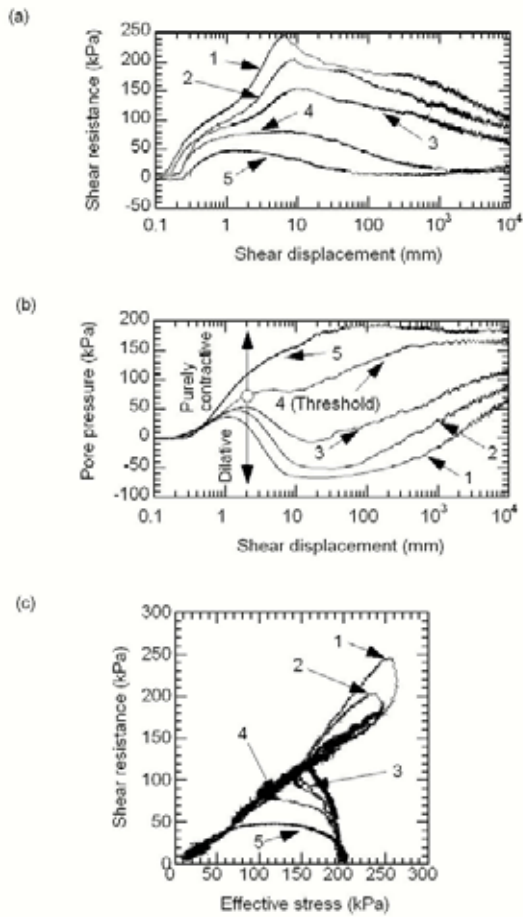 (a)
Shear resistance (kPa)
250
200
150
100
50
0
-50
1
2
4
3
5
0.1 1 10 100 10³ 10⁴
Shear displacement (mm)
(b)
Pore pressure (kPa)
200
150
100
50
0
-50
-100
Purely contractive
Dilative
5
4 (Threshold)
3
2
1
0.1 1 10 100 10³ 10⁴
Shear displacement (mm)
(c)
Shear resistance (kPa)
300
250
200
150
100
50
0
1
2
4
3
5
0 50 100 150 200 250 300
Effective stress (kPa)